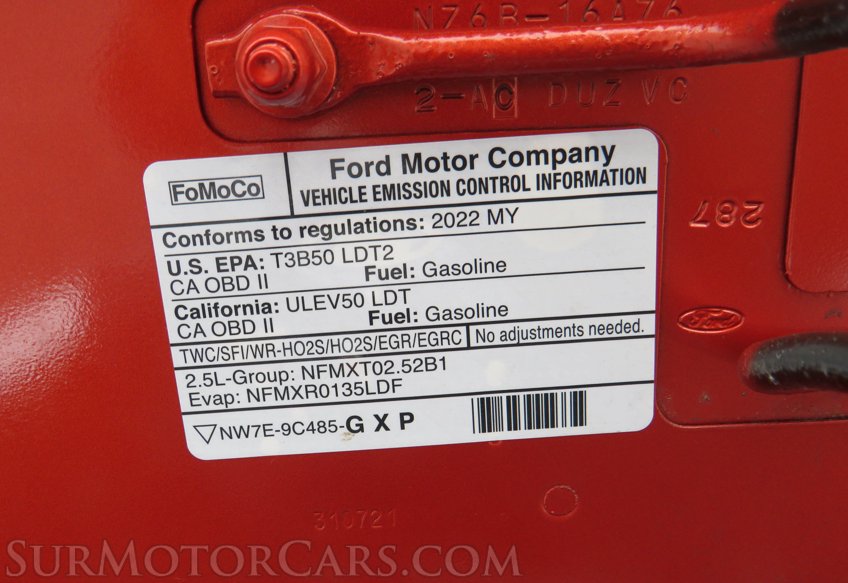 NZ6B-16A76
2-AC DUZ VC
FoMoCo
Ford Motor Company
VEHICLE EMISSION CONTROL INFORMATION
Conforms to regulations: 2022 MY
U.S. EPA: T3B50 LDT2
CA OBD II Fuel: Gasoline
California: ULEV50 LDT
CA OBD II Fuel: Gasoline
TWC/SFI/WR-HO2S/HO2S/EGR/EGRC No adjustments needed.
2.5L-Group: NFMXT02.52B1
Evap: NFMXR0135LDF
NW7E-9C485-G X P
287
Ford
310721
SURMOTORCARS.COM